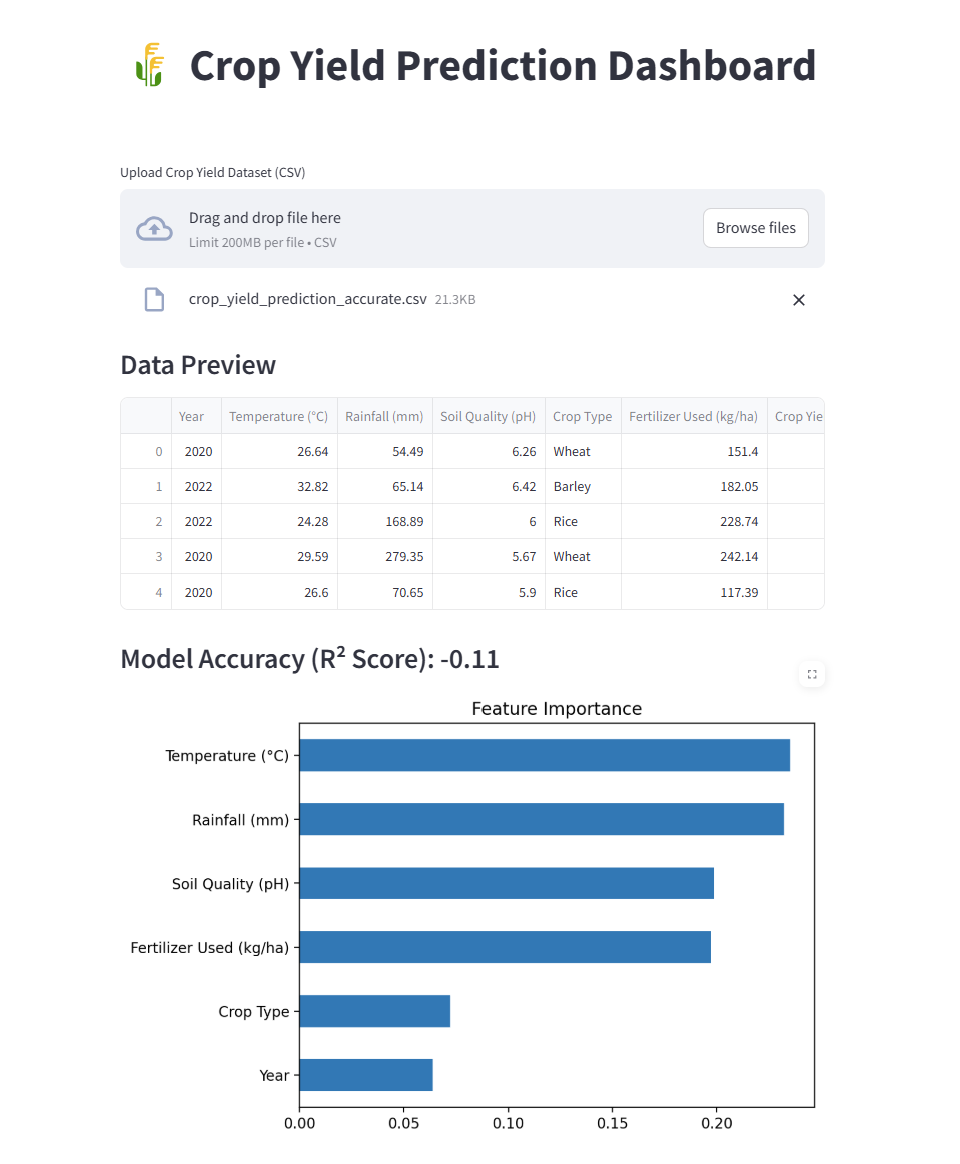 Crop Yield Prediction Dashboard
Upload Crop Yield Dataset (CSV)
Drag and drop file here
Limit 200MB per file • CSV
Browse files
crop_yield_prediction_accurate.csv 21.3KB
Data Preview
Year Temperature (°C) Rainfall (mm) Soil Quality (pH) Crop Type Fertilizer Used (kg/ha) Crop Yie
0 2020 26.64 54.49 6.26 Wheat 151.4
1 2022 32.82 65.14 6.42 Barley 182.05
2 2022 24.28 168.89 6 Rice 228.74
3 2020 29.59 279.35 5.67 Wheat 242.14
4 2020 26.6 70.65 5.9 Rice 117.39
Model Accuracy (R² Score): -0.11
Feature Importance
Temperature (°C)
Rainfall (mm)
Soil Quality (pH)
Fertilizer Used (kg/ha)
Crop Type
Year
0.00 0.05 0.10 0.15 0.20